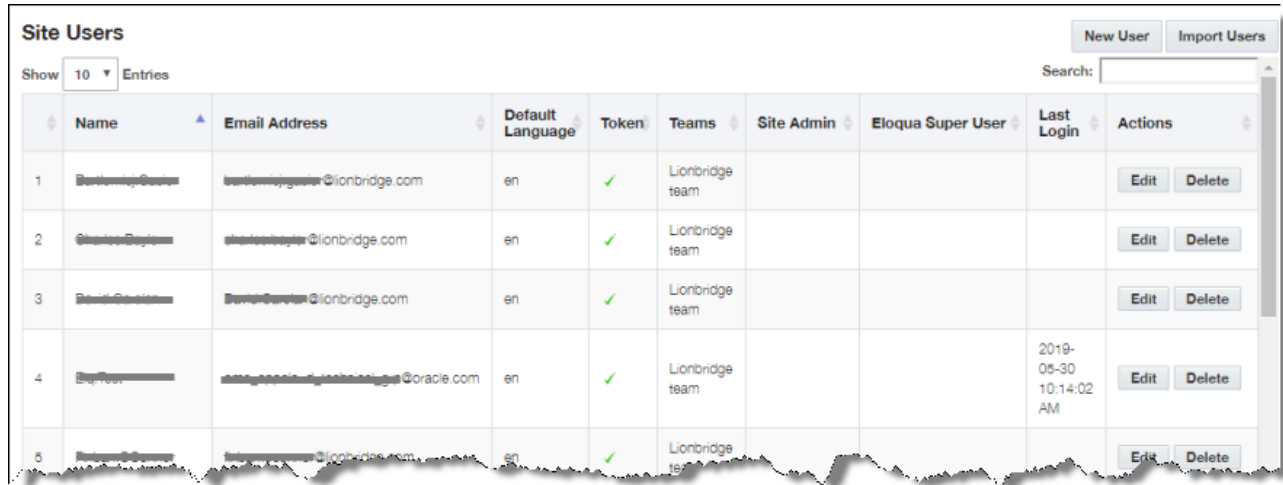 Site Users
New User Import Users
Show 10 Entries
Search:
Name Email Address Default Language Token Teams Site Admin Eloqua Super User Last Login Actions
1 @lionbridge.com en Lionbridge team Edit Delete
2 @lionbridge.com en Lionbridge team Edit Delete
3 @lionbridge.com en Lionbridge team Edit Delete
2019-
4 @oracle.com en Lionbridge team 10:14:02 AM Edit Delete
5 @lionbridge.com en Lionbridge Edit Delete